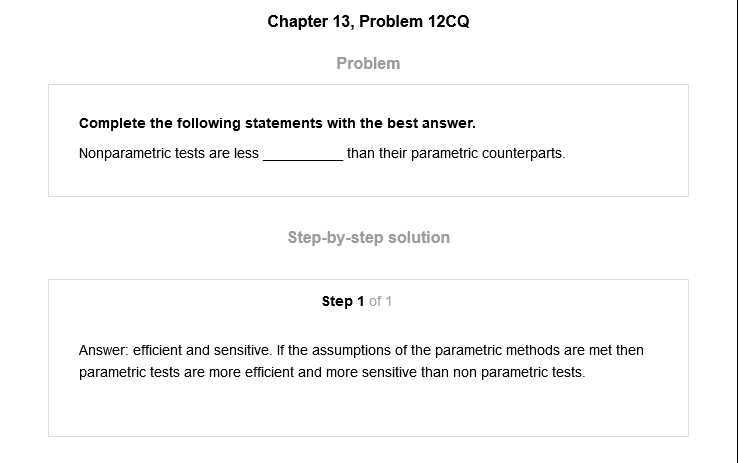 Chapter 13, Problem 12CQ
Problem
Complete the following statements with the best answer.
Nonparametric tests are less __________ than their parametric counterparts.
Step-by-step solution
Step 1 of 1
Answer: efficient and sensitive. If the assumptions of the parametric methods are met then
parametric tests are more efficient and more sensitive than non parametric tests.